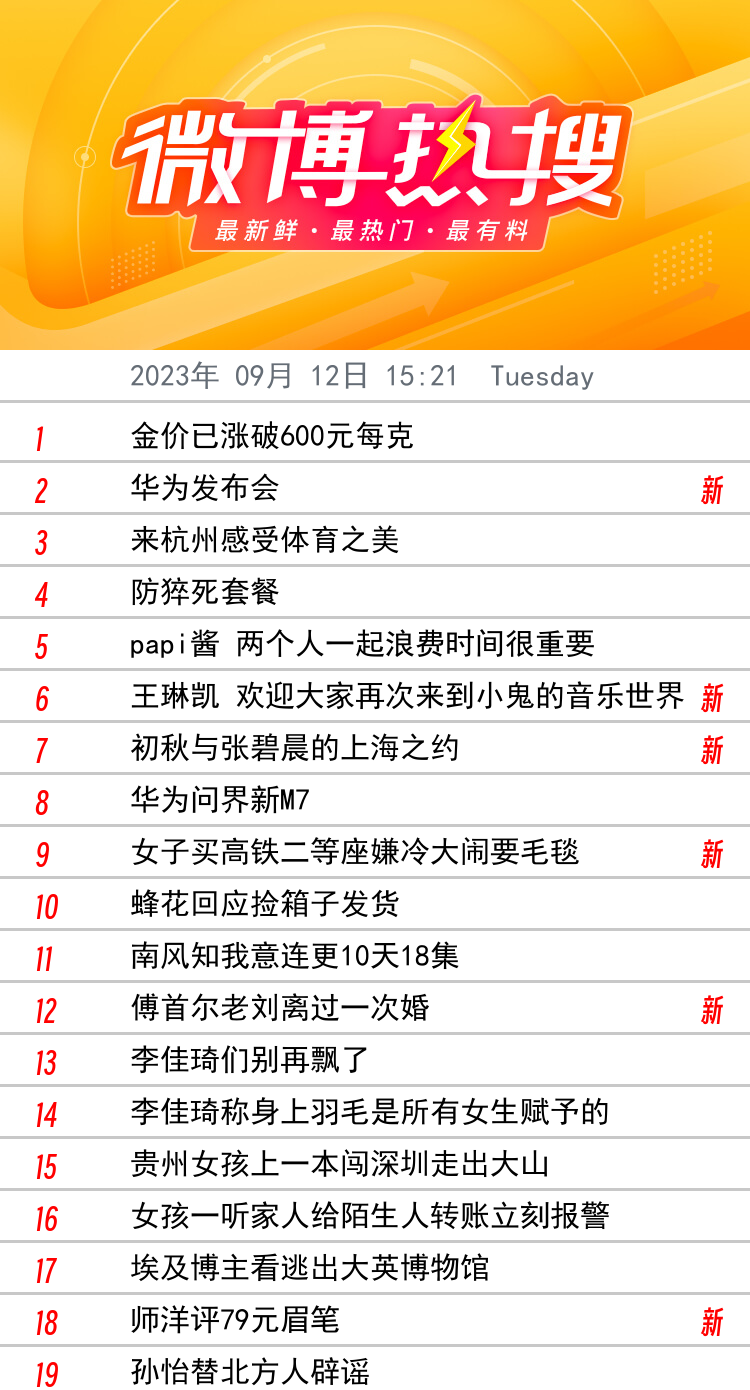 微博热搜
最新鲜·最热门·最有料
2023年 09月 12日 15:21 Tuesday
1 金价已涨破600元每克
2 华为发布会 新
3 来杭州感受体育之美
4 防猝死套餐
5 papi酱 两个人一起浪费时间很重要
6 王琳凯 欢迎大家再次来到小鬼的音乐世界 新
7 初秋与张碧晨的上海之约 新
8 华为问界新M7
9 女子买高铁二等座嫌冷大闹要毛毯 新
10 蜂花回应捡箱子发货
11 南风知我意连更10天18集
12 傅首尔老刘离过一次婚 新
13 李佳琦们别再飘了
14 李佳琦称身上羽毛是所有女生赋予的
15 贵州女孩上一本闯深圳走出大山
16 女孩一听家人给陌生人转账立刻报警
17 埃及博主看逃出大英博物馆
18 师洋评79元眉笔 新
19 孙怡替北方人辟谣